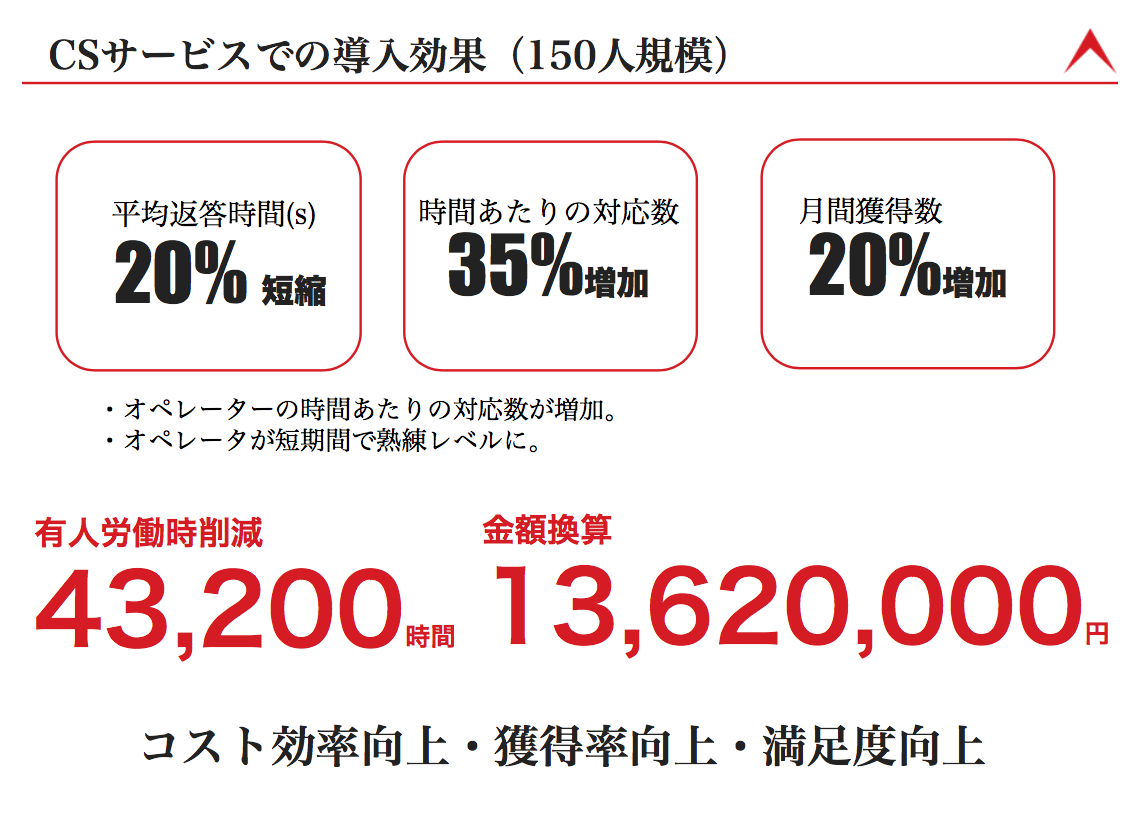 CSサービスでの導入効果（150人規模）
平均返答時間(s)
20% 短縮
時間あたりの対応数
35%増加
月間獲得数
20%増加
・オペレーターの時間あたりの対応数が増加。
・オペレータが短期間で熟練レベルに。
有人労働時削減
43,200時間
金額換算
13,620,000円
コスト効率向上・獲得率向上・満足度向上